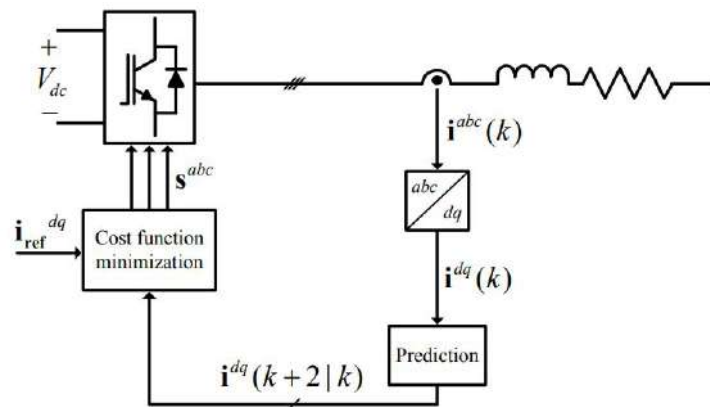 +
V_dc
−
s^abc
i^abc(k)
abc
dq
i_ref^dq
Cost function
minimization
i^dq(k)
Prediction
i^dq(k+2|k)